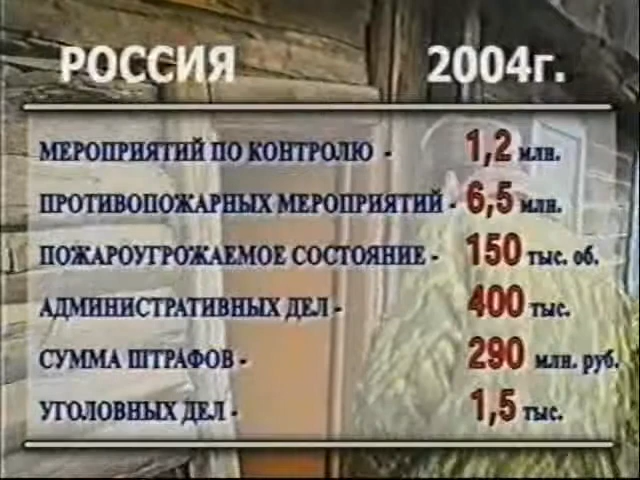 РОССИЯ 2004г.
МЕРОПРИЯТИЙ ПО КОНТРОЛЮ - 1,2 млн.
ПРОТИВОПОЖАРНЫХ МЕРОПРИЯТИЙ - 6,5 млн.
ПОЖАРОУГРОЖАЕМОЕ СОСТОЯНИЕ - 150 тыс. об.
АДМИНИСТРАТИВНЫХ ДЕЛ - 400 тыс.
СУММА ШТРАФОВ - 290 млн. руб.
УГОЛОВНЫХ ДЕЛ - 1,5 тыс.